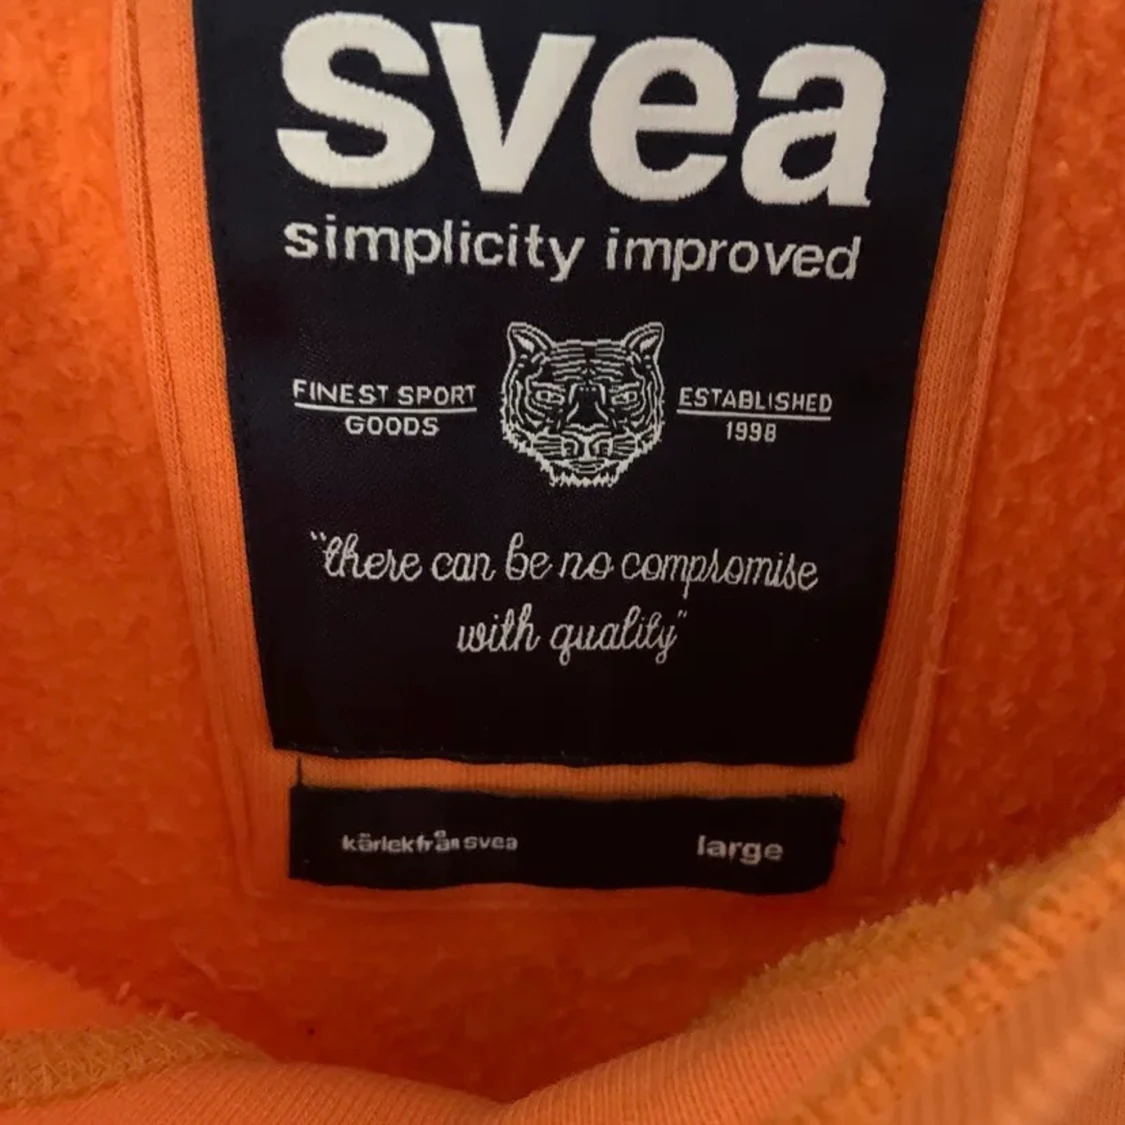 svea
simplicity improved
FINEST SPORT
GOODS
ESTABLISHED
1998
"there can be no compromise
with quality"
kärlekfrånsvea
large